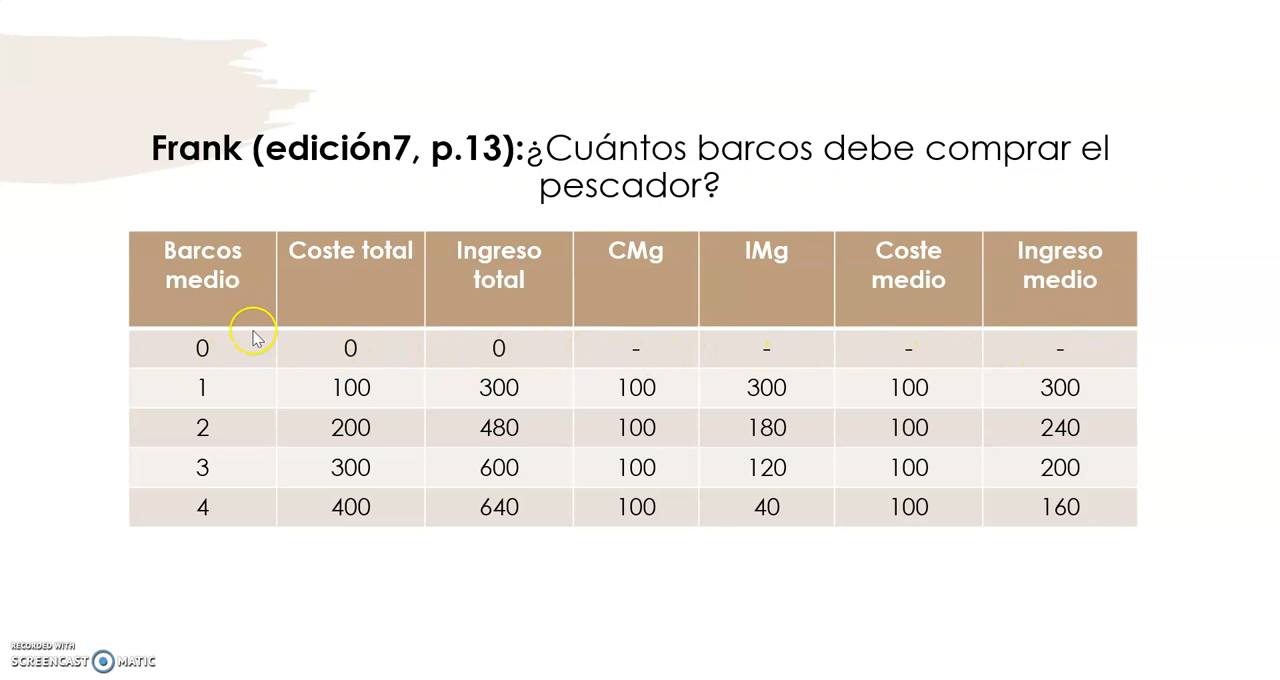 Frank (edición7, p.13):¿Cuántos barcos debe comprar el
pescador?
Barcos medio Coste total Ingreso total CMg IMg Coste medio Ingreso medio
0 0 0 - - - -
1 100 300 100 300 100 300
2 200 480 100 180 100 240
3 300 600 100 120 100 200
4 400 640 100 40 100 160
RECORDED WITH
SCREENCAST MATIC